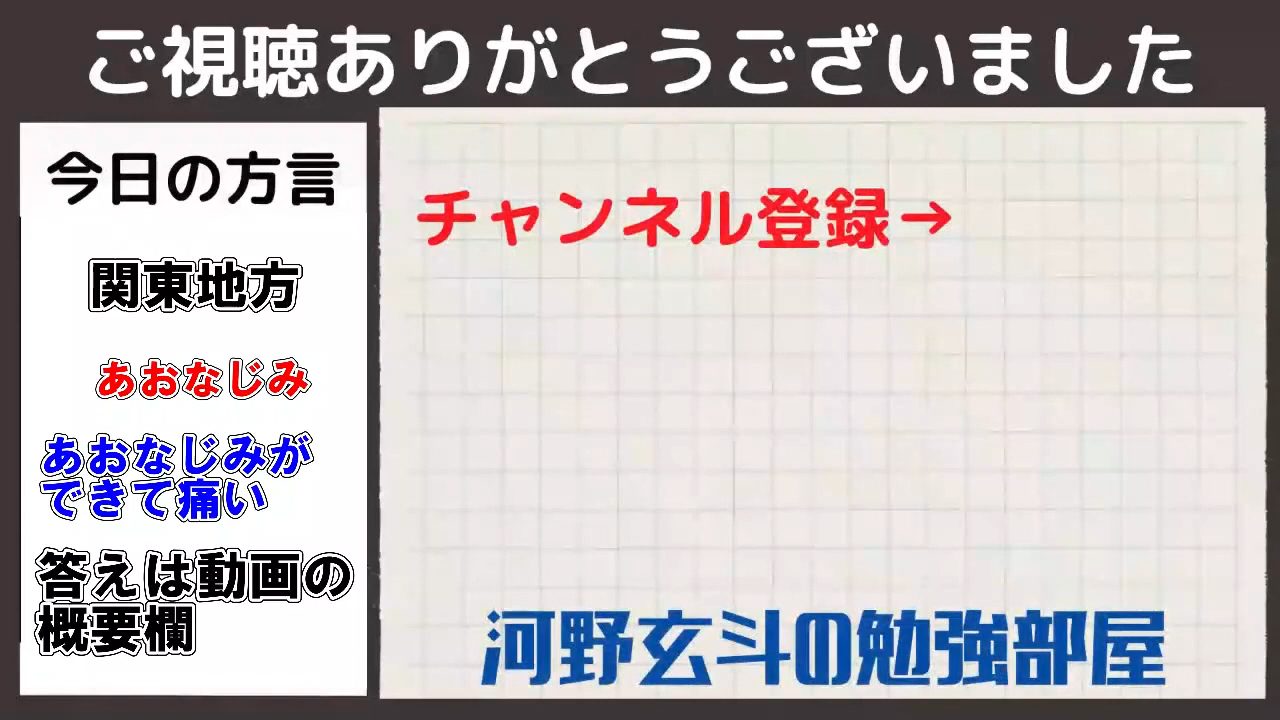 ご視聴ありがとうございました
今日の方言
関東地方
あおなじみ
あおなじみが
できて痛い
答えは動画の
概要欄
チャンネル登録→
河野玄斗の勉強部屋